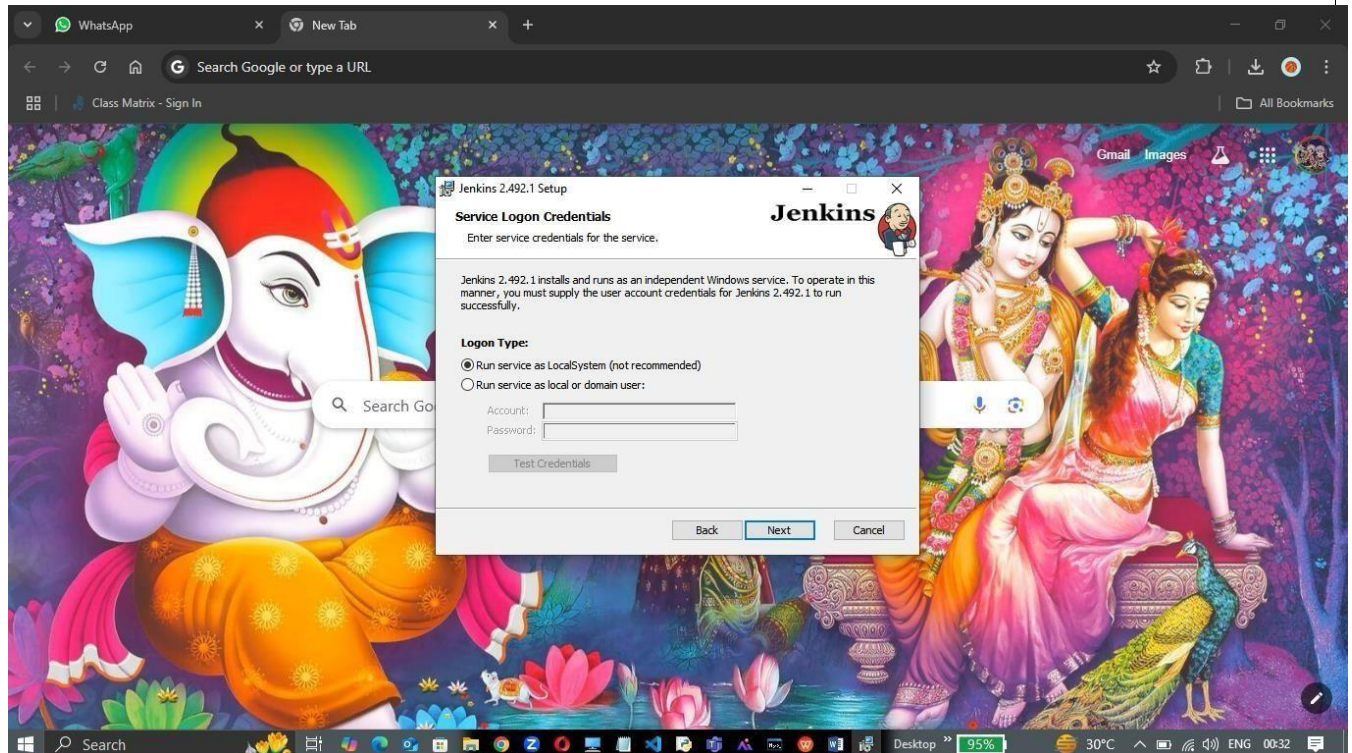 WhatsApp
New Tab
Search Google or type a URL
Class Matrix - Sign In
All Bookmarks
Gmail Images
Jenkins 2.492.1 Setup
Service Logon Credentials
Enter service credentials for the service.
Jenkins
Jenkins 2.492.1 installs and runs as an independent Windows service. To operate in this
manner, you must supply the user account credentials for Jenkins 2.492.1 to run
successfully.
Logon Type:
Run service as LocalSystem (not recommended)
Run service as local or domain user:
Account:
Password:
Test Credentials
Back Next Cancel
Search Go
Search
Desktop
95%
30°C
ENG
00:32